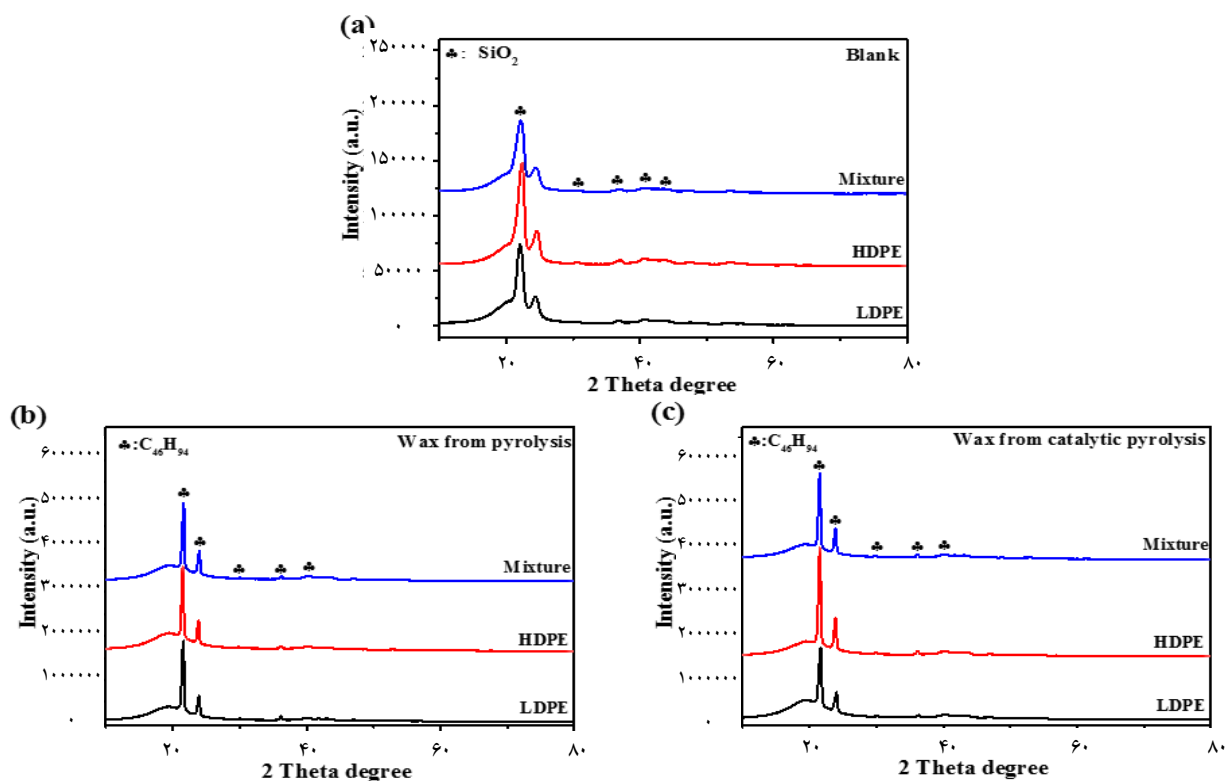 (a)
♣: SiO₂
Blank
۲۵۰۰۰۰
۲۰۰۰۰۰
۱۵۰۰۰۰
۱۰۰۰۰۰
۵۰۰۰۰
۰
Intensity (a.u.)
Mixture
HDPE
LDPE
۲۰ ۴۰ ۶۰ ۸۰
2 Theta degree
(b)
♣:C₄₆H₉₄
Wax from pyrolysis
۶۰۰۰۰۰
۵۰۰۰۰۰
۴۰۰۰۰۰
۳۰۰۰۰۰
۲۰۰۰۰۰
۱۰۰۰۰۰
۰
Intensity (a.u.)
Mixture
HDPE
LDPE
۲۰ ۴۰ ۶۰ ۸۰
2 Theta degree
(c)
♣:C₄₆H₉₄
Wax from catalytic pyrolysis
۶۰۰۰۰۰
۵۰۰۰۰۰
۴۰۰۰۰۰
۳۰۰۰۰۰
۲۰۰۰۰۰
۱۰۰۰۰۰
۰
Intensity (a.u.)
Mixture
HDPE
LDPE
۲۰ ۴۰ ۶۰ ۸۰
2 Theta degree